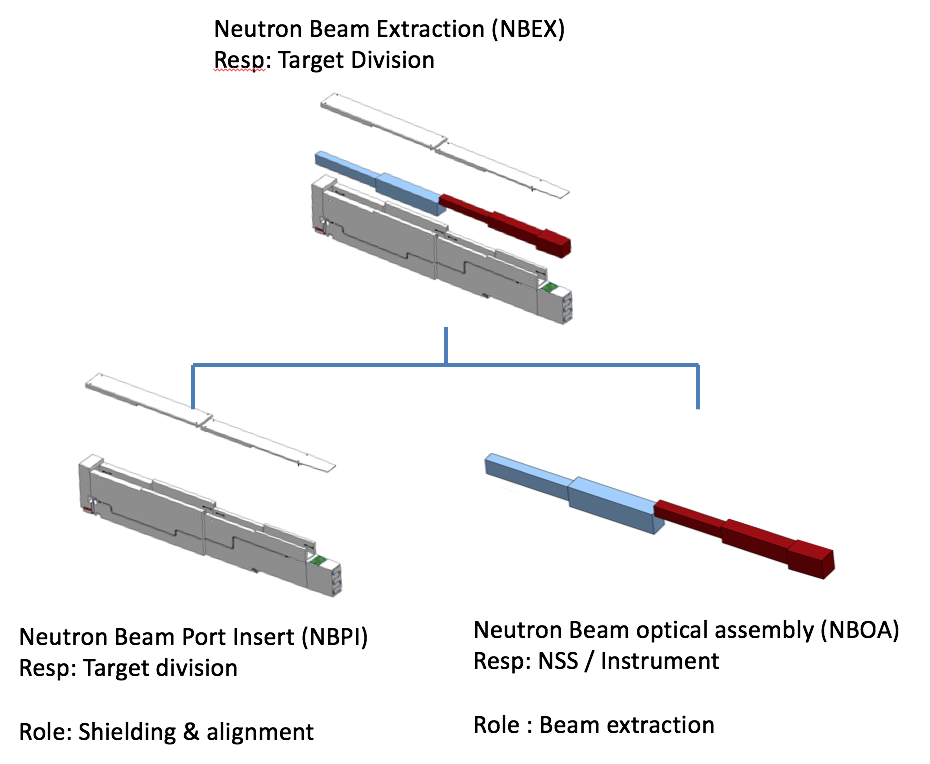 Neutron Beam Extraction (NBEX)
Resp: Target Division
Neutron Beam Port Insert (NBPI)
Resp: Target division
Role: Shielding & alignment
Neutron Beam optical assembly (NBOA)
Resp: NSS / Instrument
Role : Beam extraction